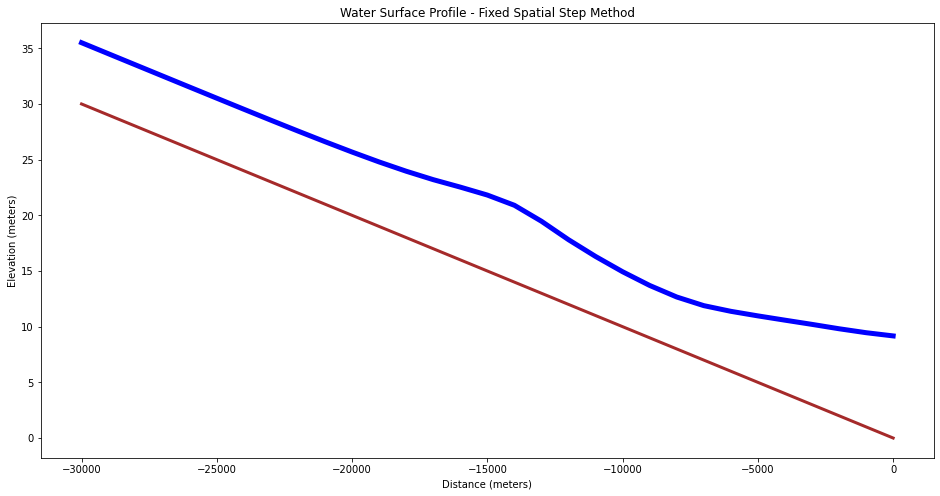 Water Surface Profile - Fixed Spatial Step Method
Elevation (meters)
35
30
25
20
15
10
5
0
−30000 −25000 −20000 −15000 −10000 −5000 0
Distance (meters)